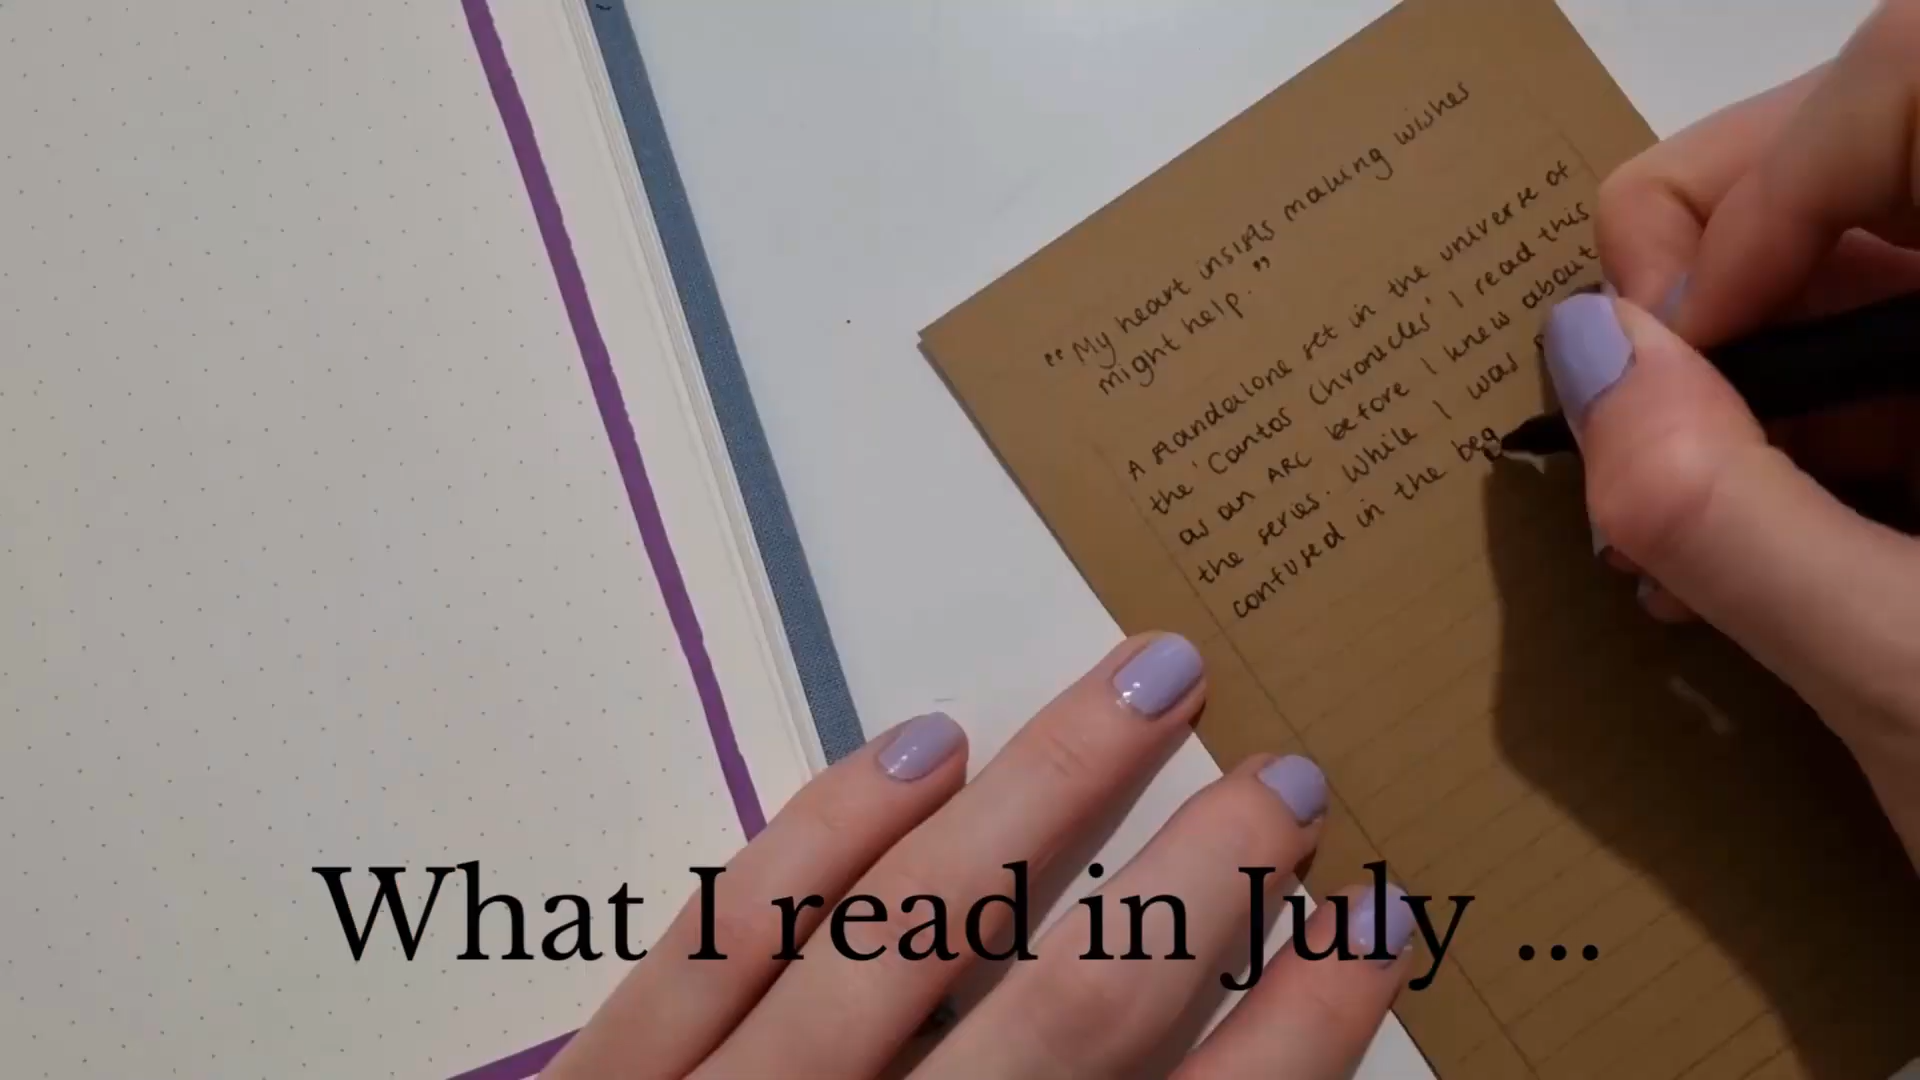 “My heart insists making wishes
might help.”
A standalone set in the universe of
the 'Cantos Chronicles' I read this
as an ARC before I knew about
the series. While I was
confused in the beg
What I read in July ...